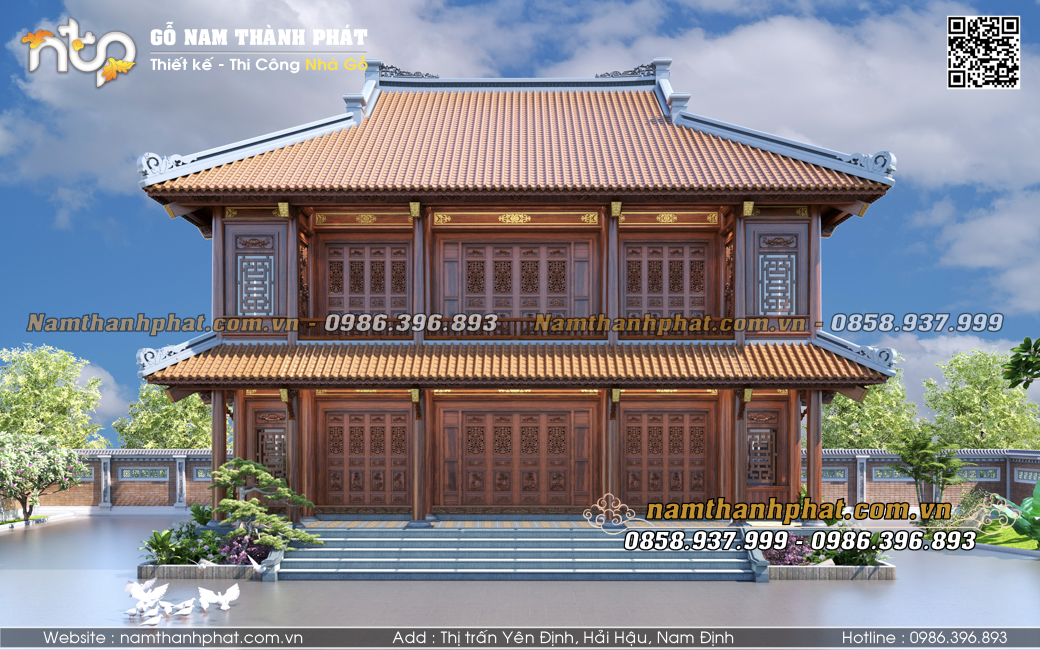 ntp
GỖ NAM THÀNH PHÁT
Thiết kế - Thi Công Nhà Gỗ
Namthanhphat.com.vn - 0986.396.893
Namthanhphat.com.vn - 0858.937.999
namthanhphat.com.vn
0858.937.999 - 0986.396.893
Website : namthanhphat.com.vn
Add : Thị trấn Yên Định, Hải Hậu, Nam Định
Hotline : 0986.396.893